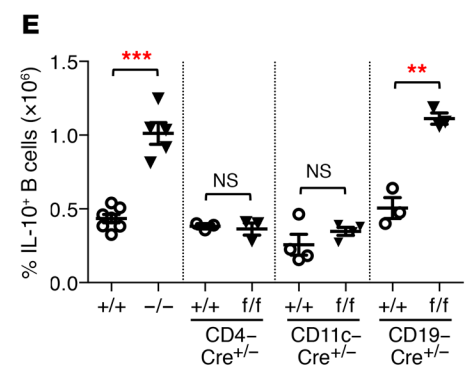 E
% IL-10⁺ B cells (×10⁶)
1.5
1.0
0.5
0.0
***
NS
NS
**
+/+ −/− +/+ f/f +/+ f/f +/+ f/f
CD4– CD11c– CD19–
Cre⁺/⁻ Cre⁺/⁻ Cre⁺/⁻